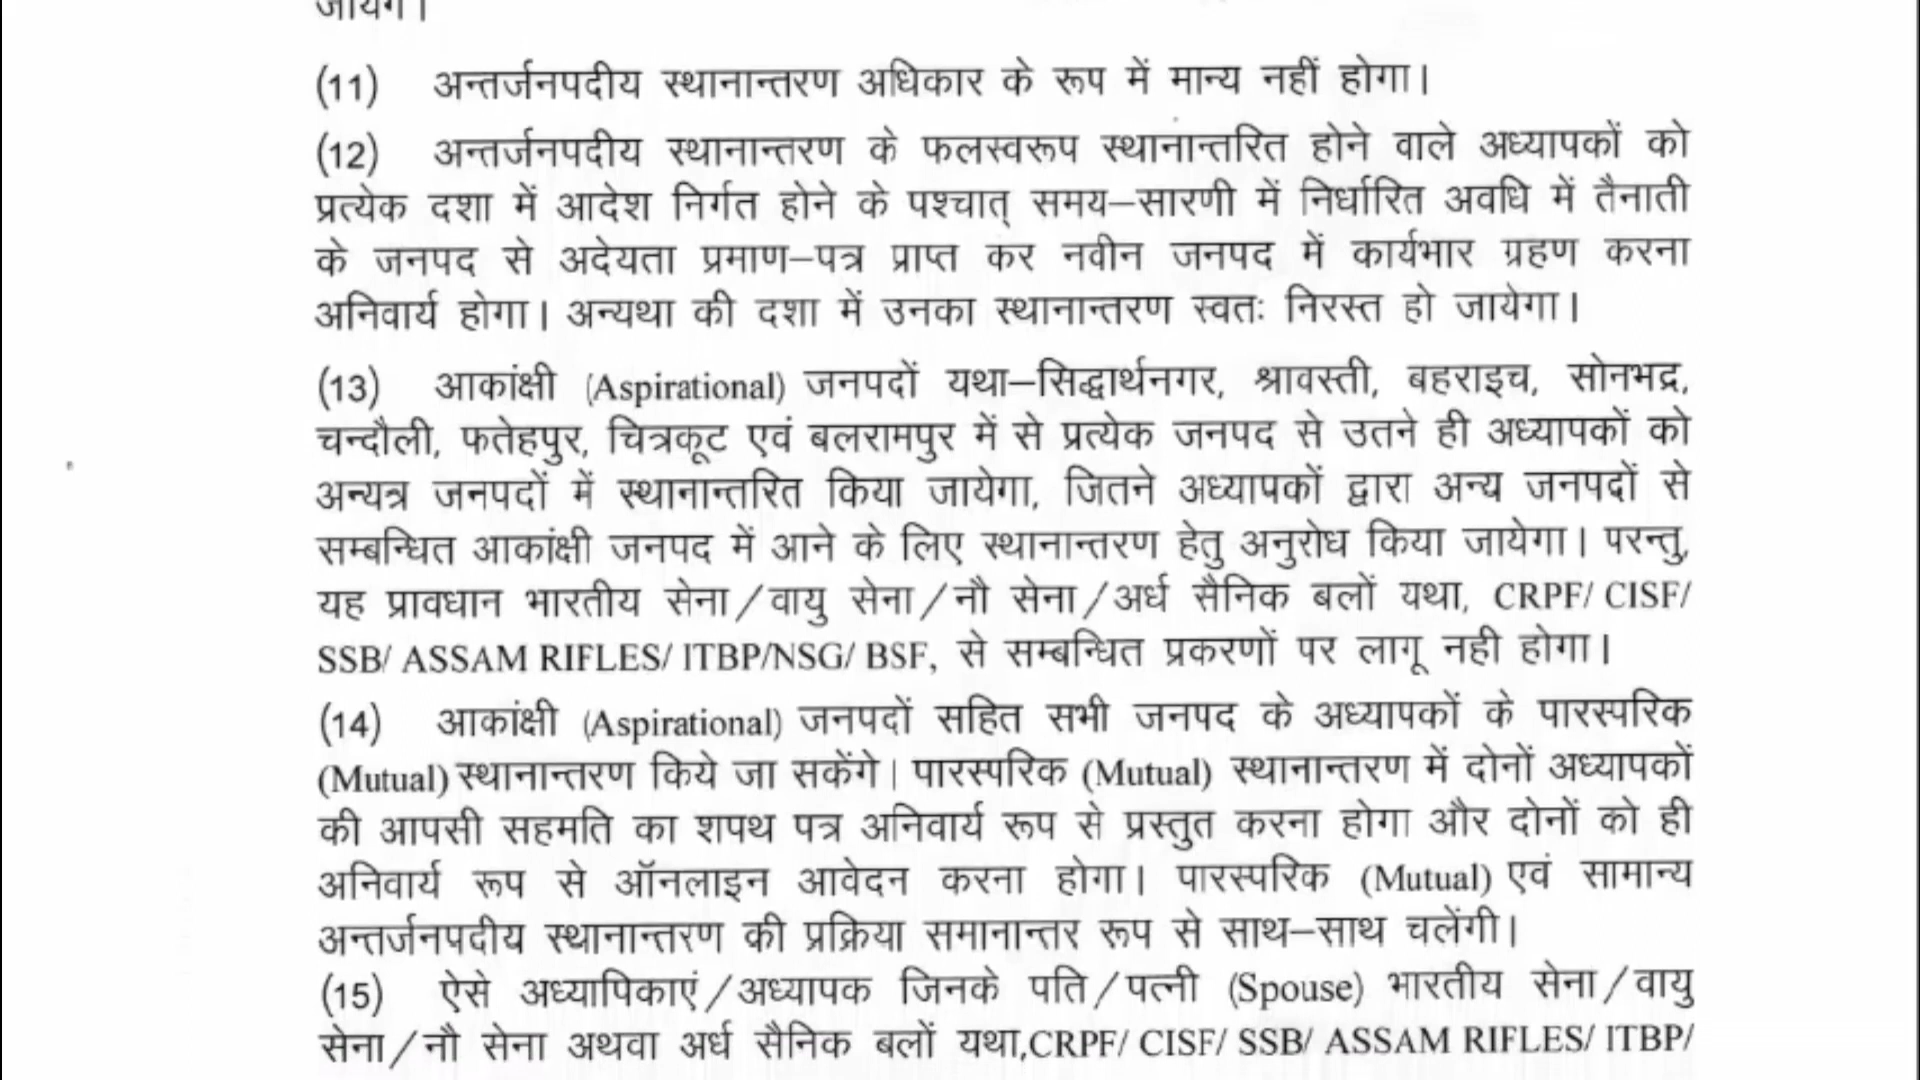 जायेंगे।
(11) अन्तर्जनपदीय स्थानान्तरण अधिकार के रूप में मान्य नहीं होगा।
(12) अन्तर्जनपदीय स्थानान्तरण के फलस्वरूप स्थानान्तरित होने वाले अध्यापकों को
प्रत्येक दशा में आदेश निर्गत होने के पश्चात् समय–सारणी में निर्धारित अवधि में तैनाती
के जनपद से अदेयता प्रमाण–पत्र प्राप्त कर नवीन जनपद में कार्यभार ग्रहण करना
अनिवार्य होगा। अन्यथा की दशा में उनका स्थानान्तरण स्वतः निरस्त हो जायेगा।
(13) आकांक्षी (Aspirational) जनपदों यथा–सिद्धार्थनगर, श्रावस्ती, बहराइच, सोनभद्र,
चन्दौली, फतेहपुर, चित्रकूट एवं बलरामपुर में से प्रत्येक जनपद से उतने ही अध्यापकों को
अन्यत्र जनपदों में स्थानान्तरित किया जायेगा, जितने अध्यापकों द्वारा अन्य जनपदों से
सम्बन्धित आकांक्षी जनपद में आने के लिए स्थानान्तरण हेतु अनुरोध किया जायेगा। परन्तु,
यह प्रावधान भारतीय सेना/वायु सेना/नौ सेना/अर्ध सैनिक बलों यथा, CRPF/ CISF/
SSB/ ASSAM RIFLES/ ITBP/NSG/ BSF, से सम्बन्धित प्रकरणों पर लागू नही होगा।
(14) आकांक्षी (Aspirational) जनपदों सहित सभी जनपद के अध्यापकों के पारस्परिक
(Mutual) स्थानान्तरण किये जा सकेंगे। पारस्परिक (Mutual) स्थानान्तरण में दोनों अध्यापकों
की आपसी सहमति का शपथ पत्र अनिवार्य रूप से प्रस्तुत करना होगा और दोनों को ही
अनिवार्य रूप से ऑनलाइन आवेदन करना होगा। पारस्परिक (Mutual) एवं सामान्य
अन्तर्जनपदीय स्थानान्तरण की प्रक्रिया समानान्तर रूप से साथ–साथ चलेंगी।
(15) ऐसे अध्यापिकाएं/अध्यापक जिनके पति/पत्नी (Spouse) भारतीय सेना/वायु
सेना/नौ सेना अथवा अर्ध सैनिक बलों यथा,CRPF/ CISF/ SSB/ ASSAM RIFLES/ ITBP/